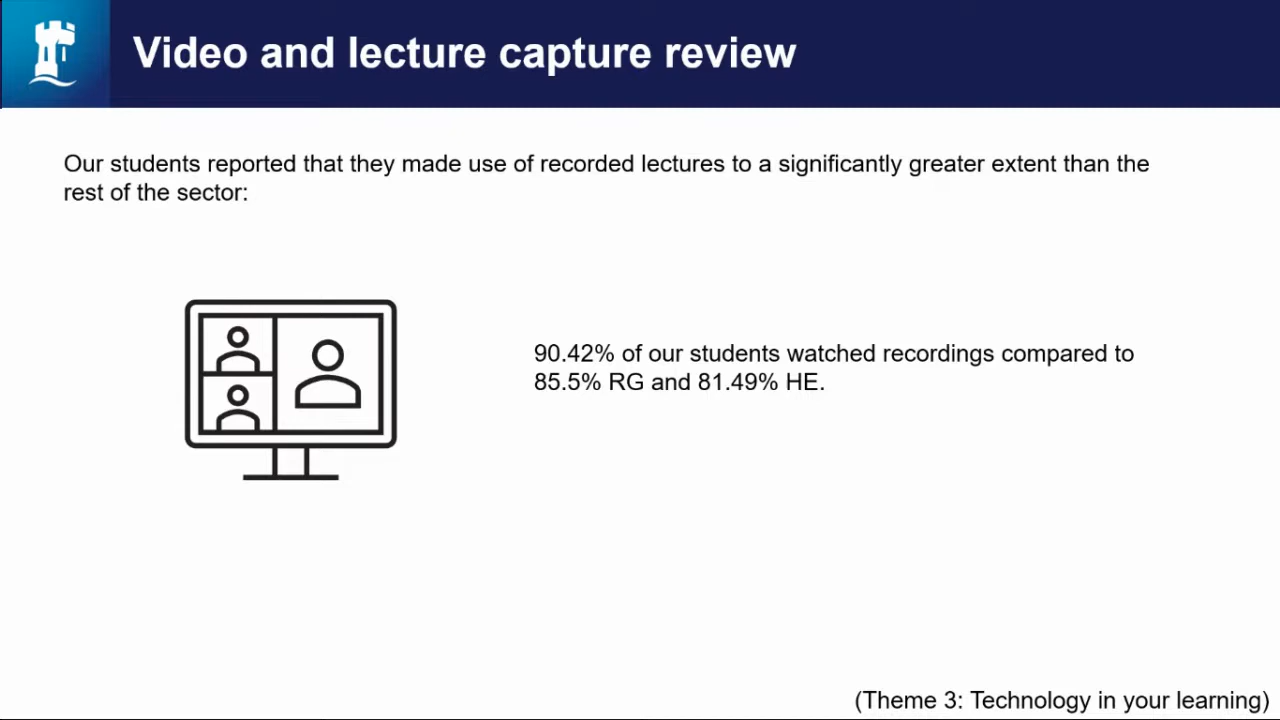 Video and lecture capture review
Our students reported that they made use of recorded lectures to a significantly greater extent than the
rest of the sector:
90.42% of our students watched recordings compared to
85.5% RG and 81.49% HE.
(Theme 3: Technology in your learning)